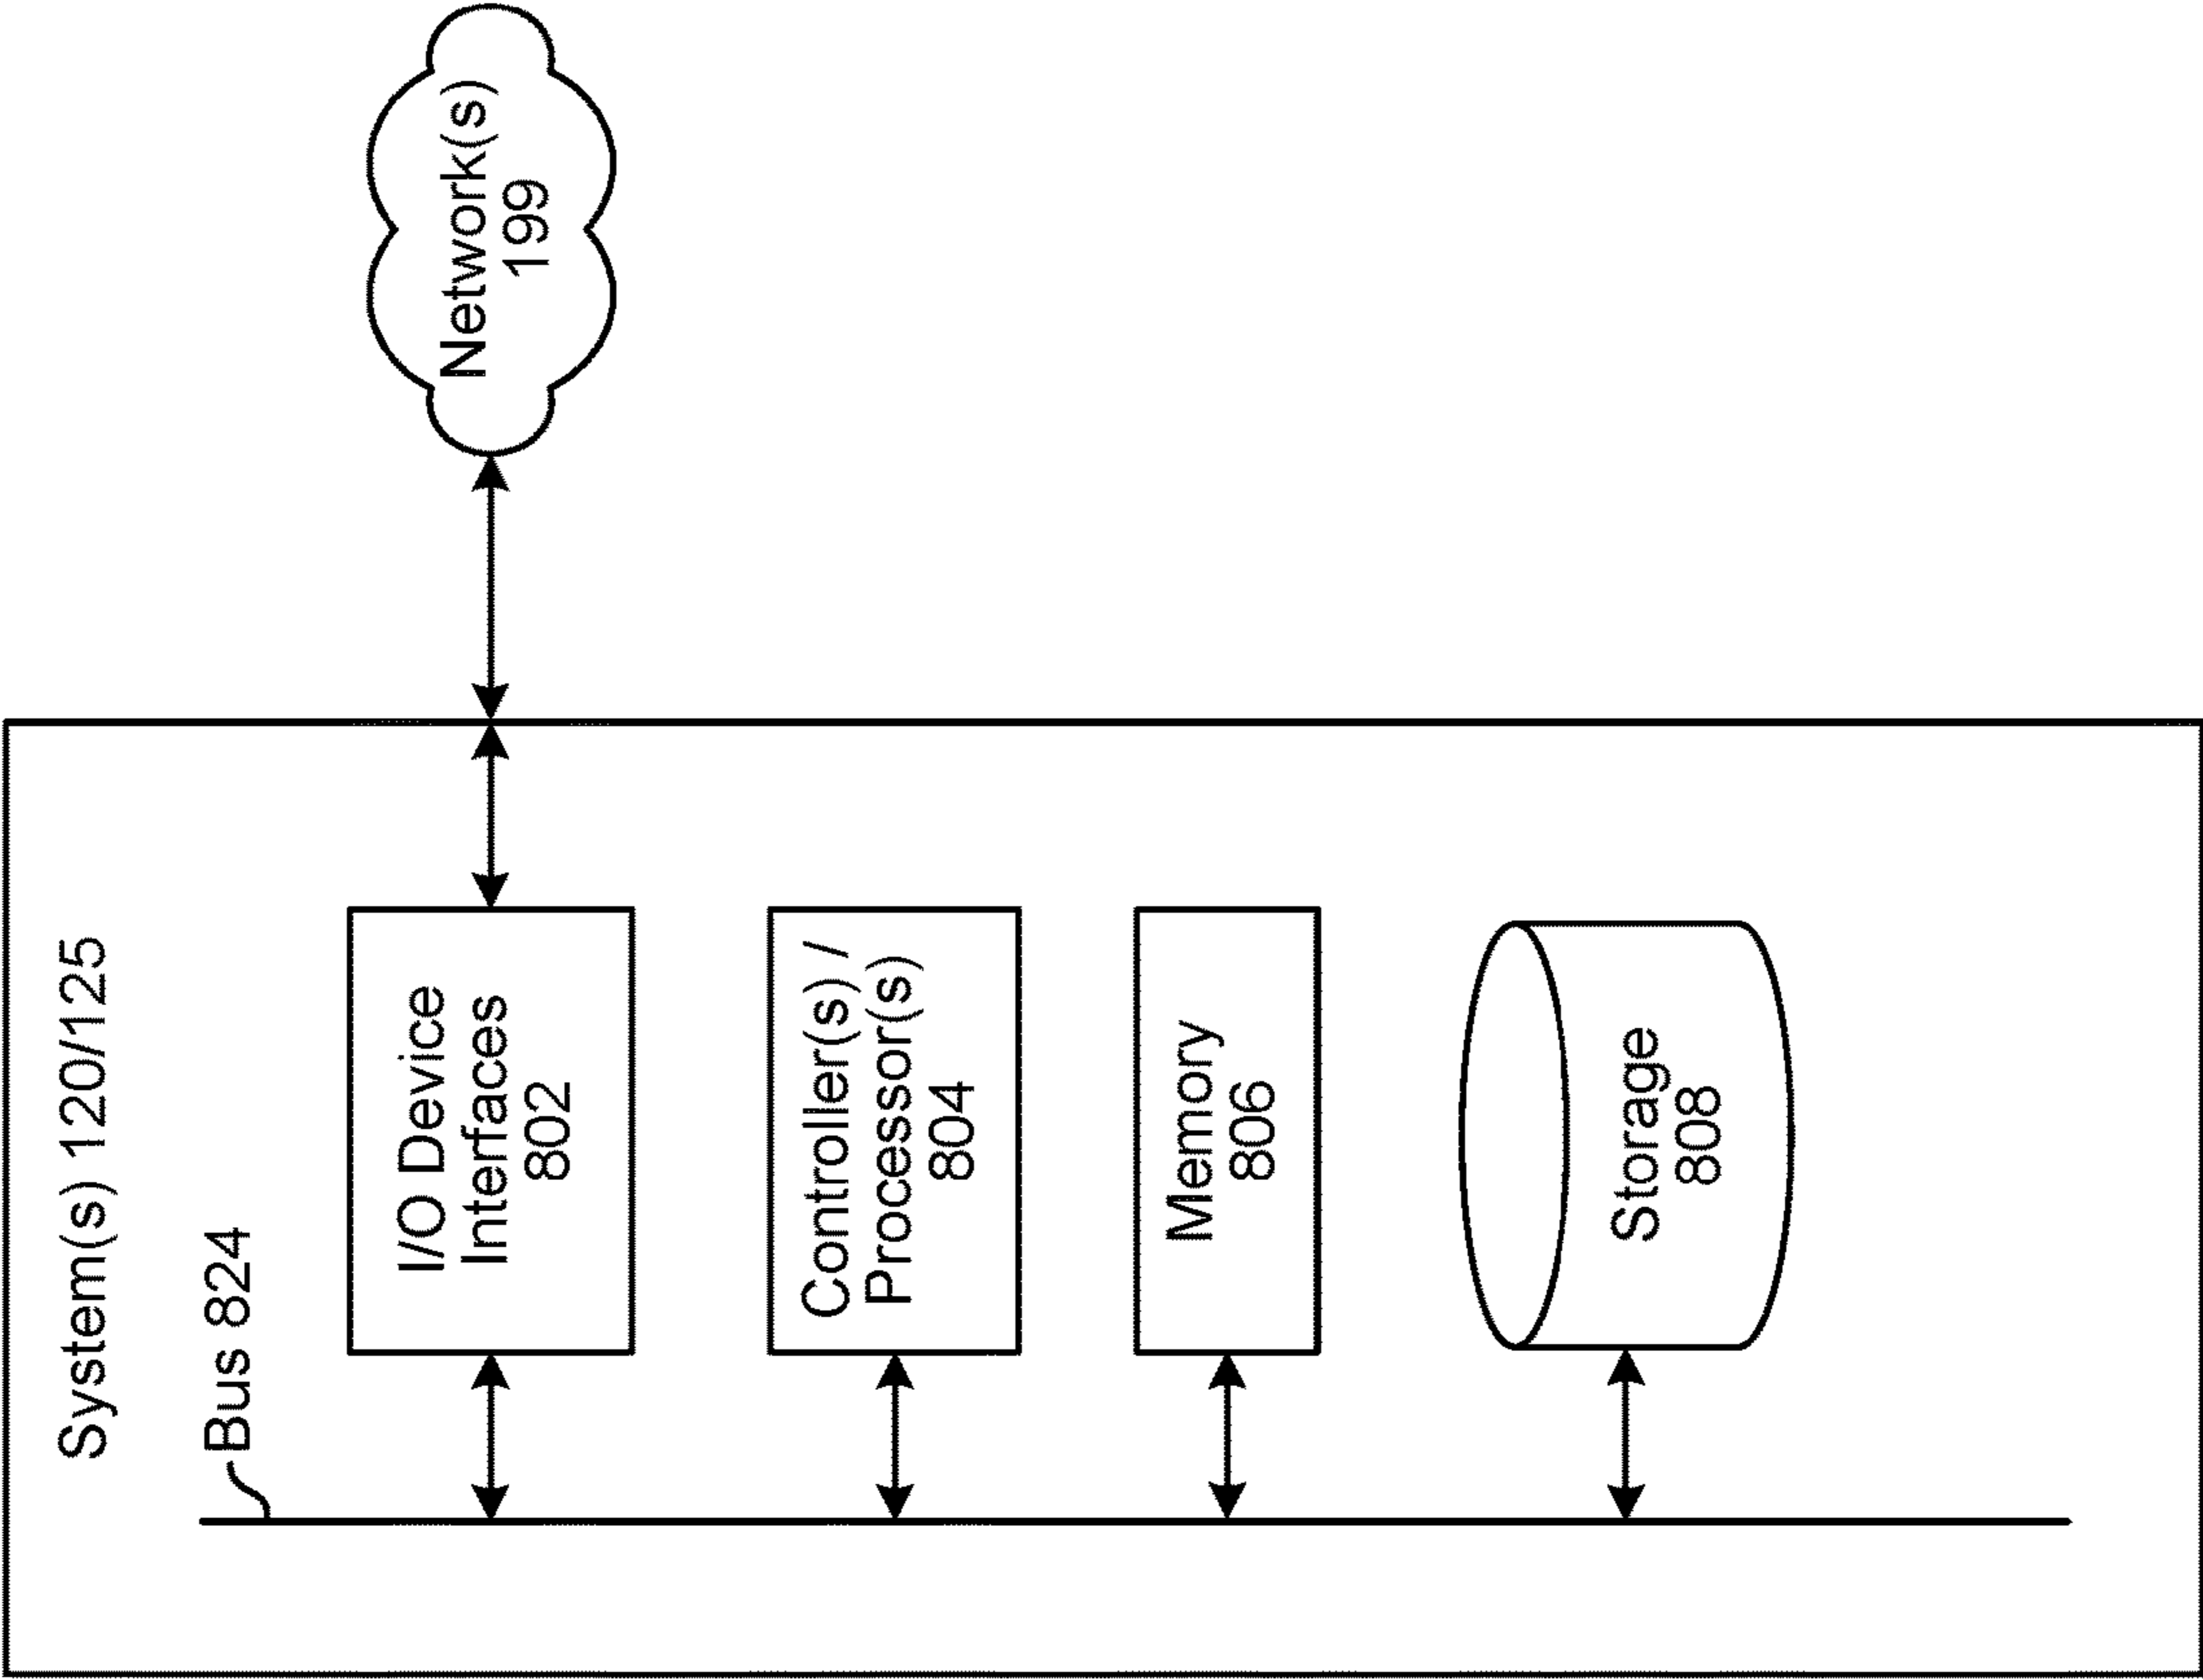 System(s) 120/125
Bus 824
I/O Device
Interfaces
802
Controller(s) /
Processor(s)
804
Memory
806
Storage
808
Network(s)
199